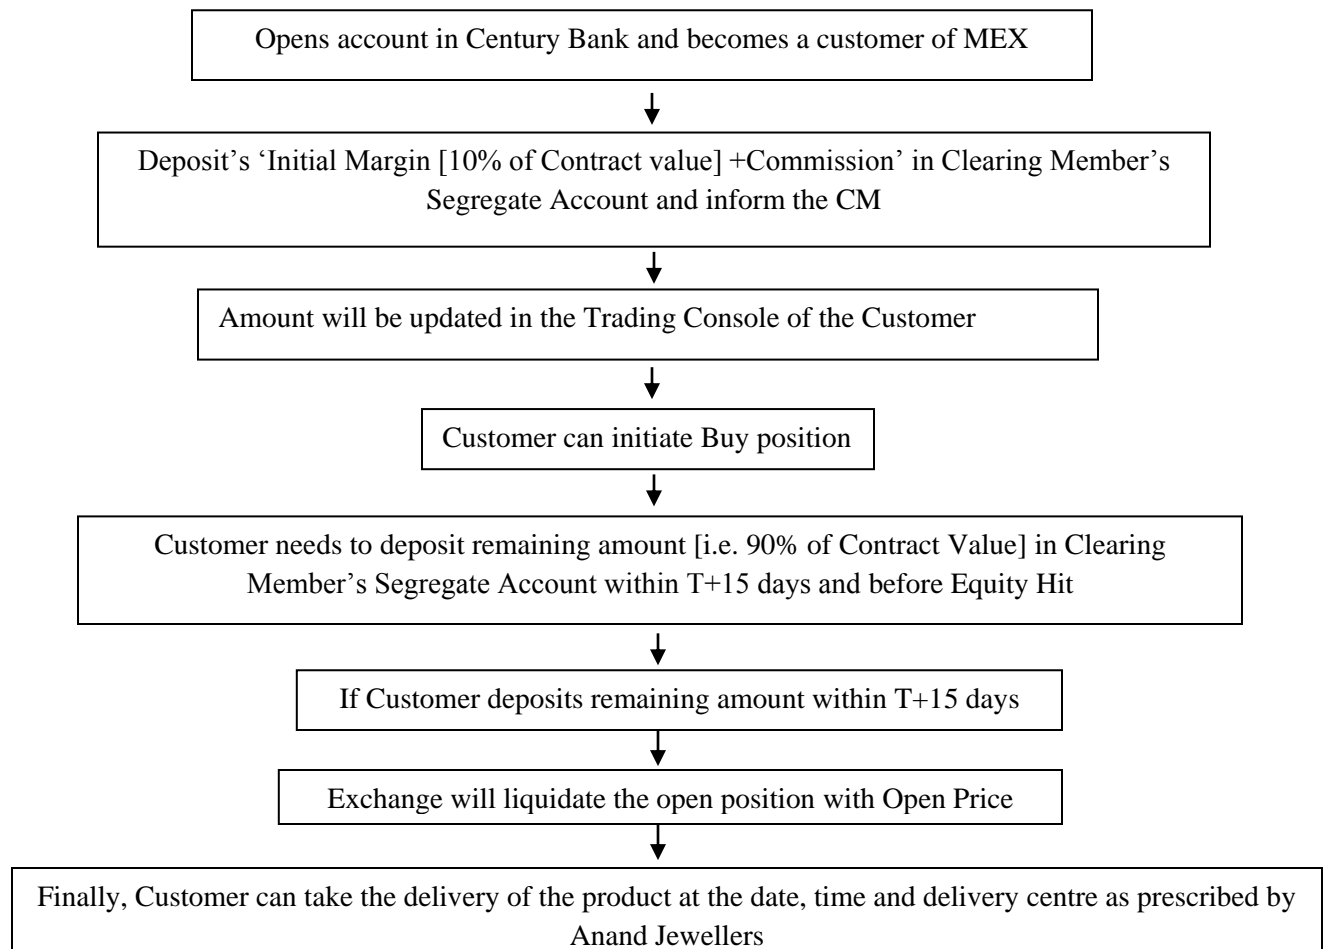 Opens account in Century Bank and becomes a customer of MEX
Deposit's ‘Initial Margin [10% of Contract value] +Commission’ in Clearing Member’s
Segregate Account and inform the CM
Amount will be updated in the Trading Console of the Customer
Customer can initiate Buy position
Customer needs to deposit remaining amount [i.e. 90% of Contract Value] in Clearing
Member’s Segregate Account within T+15 days and before Equity Hit
If Customer deposits remaining amount within T+15 days
Exchange will liquidate the open position with Open Price
Finally, Customer can take the delivery of the product at the date, time and delivery centre as prescribed by
Anand Jewellers